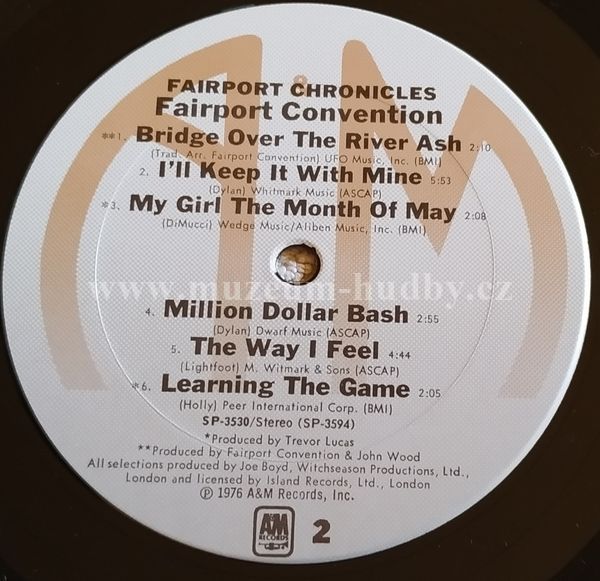 FAIRPORT CHRONICLES
Fairport Convention
**1. Bridge Over The River Ash 2:10
(Trad. Arr. Fairport Convention) UFO Music, Inc. (BMI)
2. I'll Keep It With Mine 5:53
(Dylan) Whitmark Music (ASCAP)
*3. My Girl The Month Of May 2:08
(DiMucci) Wedge Music/Aliben Music, Inc. (BMI)
www.muzeum-hudby.cz
4. Million Dollar Bash 2:55
(Dylan) Dwarf Music (ASCAP)
5. The Way I Feel 4:44
(Lightfoot) M. Witmark & Sons (ASCAP)
*6. Learning The Game 2:05
(Holly) Peer International Corp. (BMI)
SP-3530/Stereo (SP-3594)
*Produced by Trevor Lucas
**Produced by Fairport Convention & John Wood
All selections produced by Joe Boyd, Witchseason Productions, Ltd.,
London and licensed by Island Records, Ltd., London
℗ 1976 A&M Records, Inc.
A&M
RECORDS
2